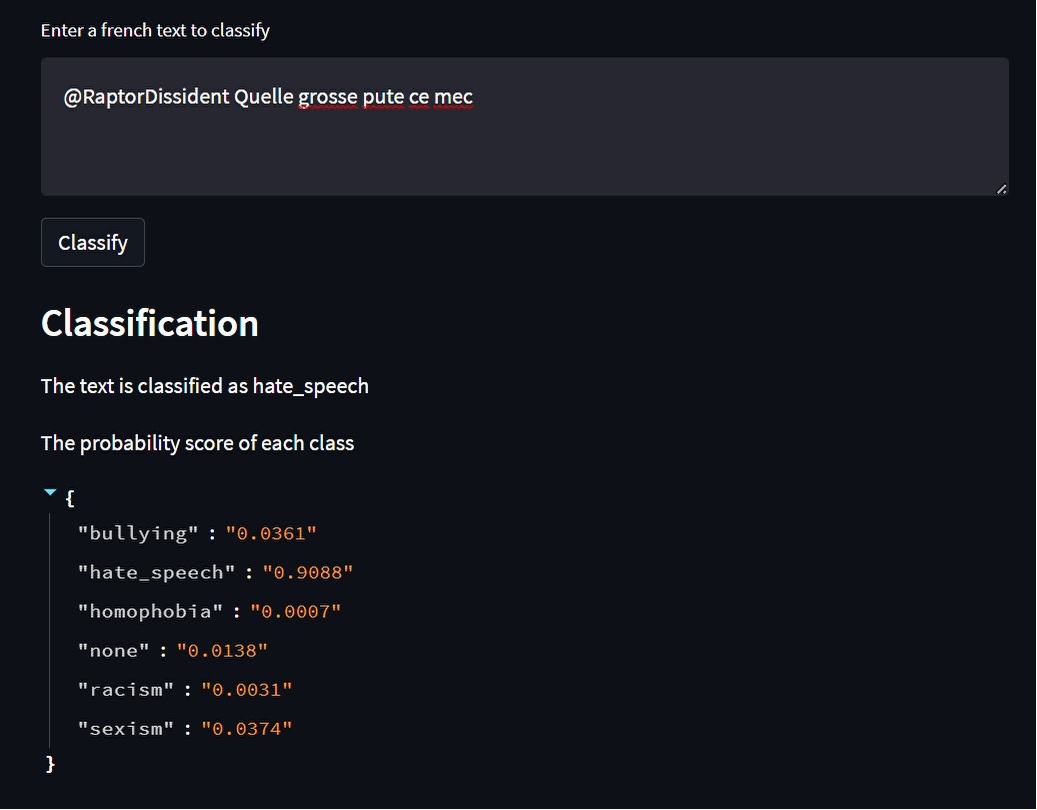 Enter a french text to classify
@RaptorDissident Quelle grosse pute ce mec
Classify
Classification
The text is classified as hate_speech
The probability score of each class
{
"bullying" : "0.0361"
"hate_speech" : "0.9088"
"homophobia" : "0.0007"
"none" : "0.0138"
"racism" : "0.0031"
"sexism" : "0.0374"
}